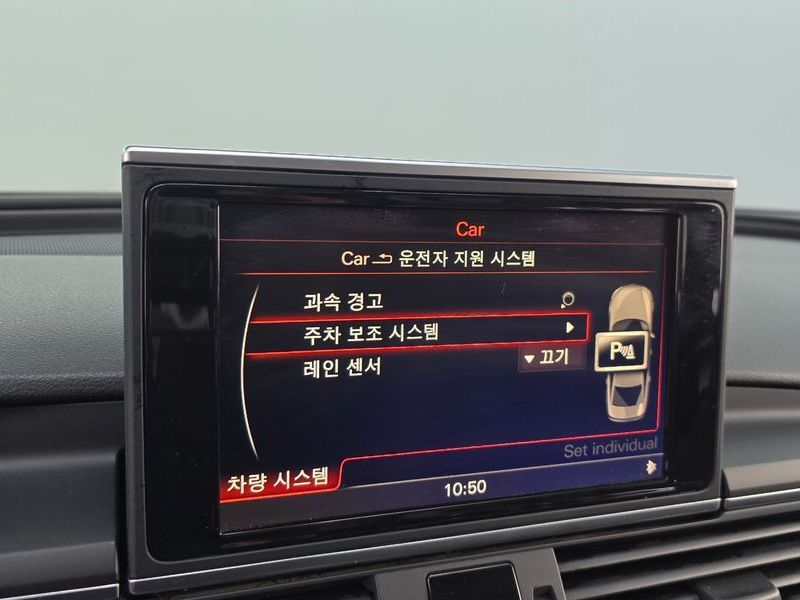 Car
Car 운전자 지원 시스템
과속 경고
주차 보조 시스템
레인 센서 끄기
P
Set individual
차량 시스템
10:50